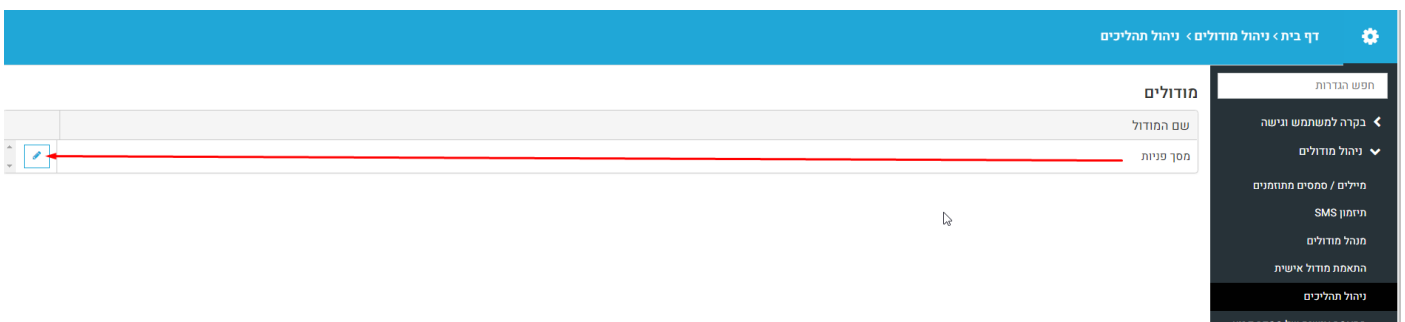 דף בית > ניהול מודולים > ניהול תהליכים
חפש הגדרות
בקרה למשתמש וגישה
ניהול מודולים
מיילים / סמסים מתוזמנים
תיזמון SMS
מנהל מודולים
התאמת מודול אישית
ניהול תהליכים
מודולים
שם המודול
מסך פניות